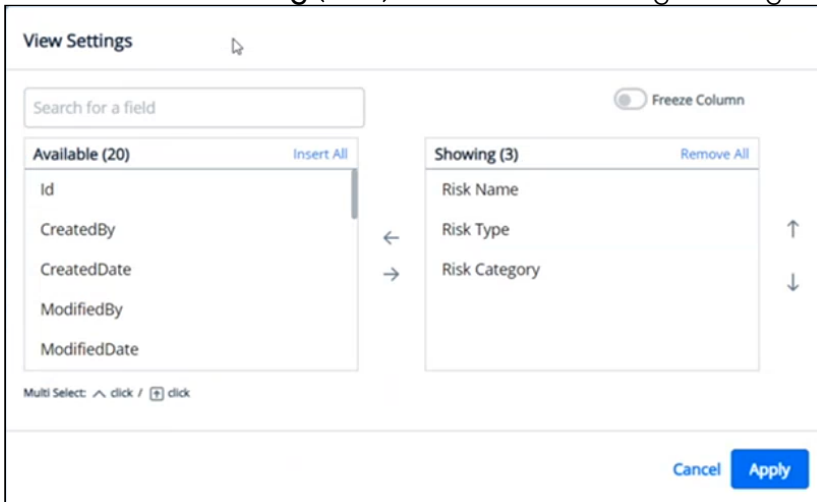 View Settings
Search for a field
Freeze Column
Available (20) Insert All
Showing (3) Remove All
Id
CreatedBy
CreatedDate
ModifiedBy
ModifiedDate
Risk Name
Risk Type
Risk Category
Multi Select: click / click
Cancel Apply